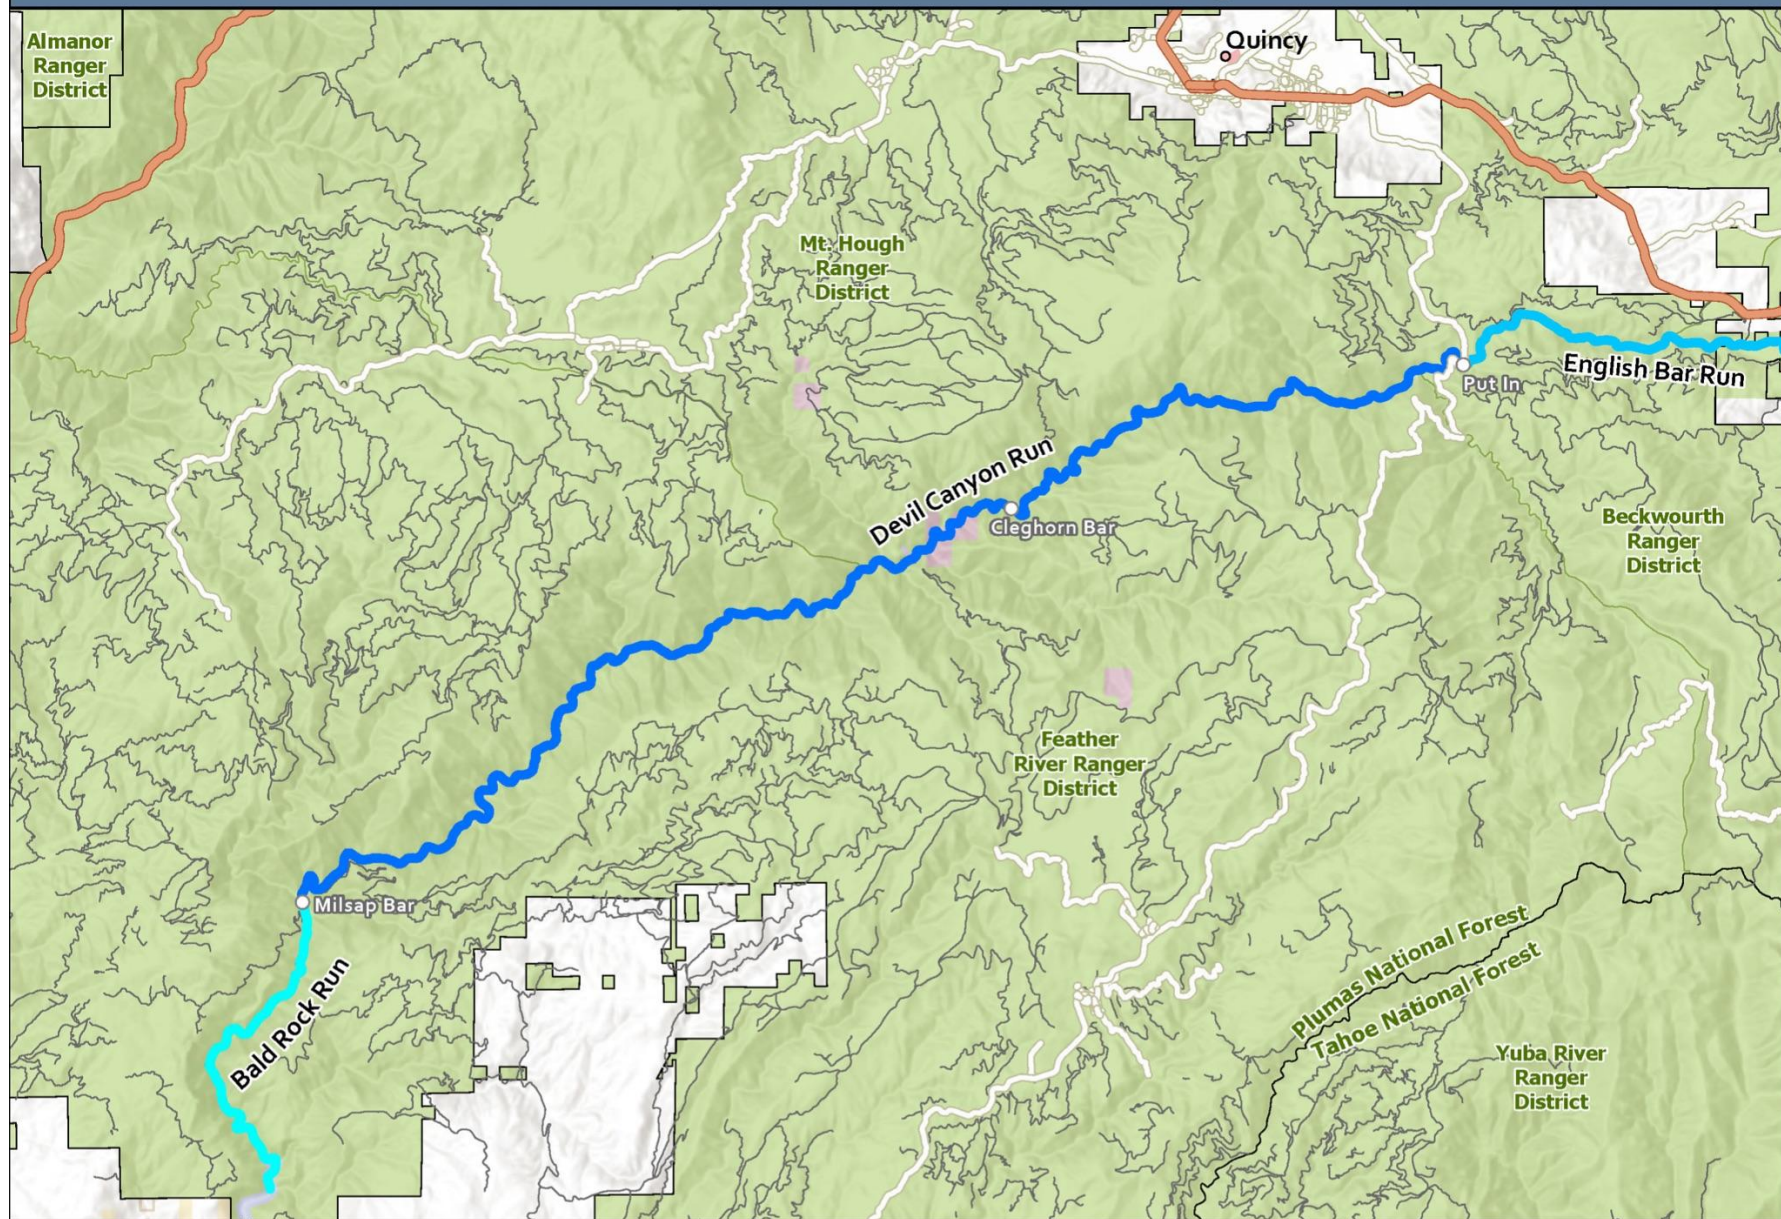 Almanor
Ranger
District
Quincy
Mt. Hough
Ranger
District
English Bar Run
Put In
Devil Canyon Run
Cleghorn Bar
Beckwourth
Ranger
District
Feather
River Ranger
District
Milsap Bar
Bald Rock Run
Plumas National Forest
Tahoe National Forest
Yuba River
Ranger
District